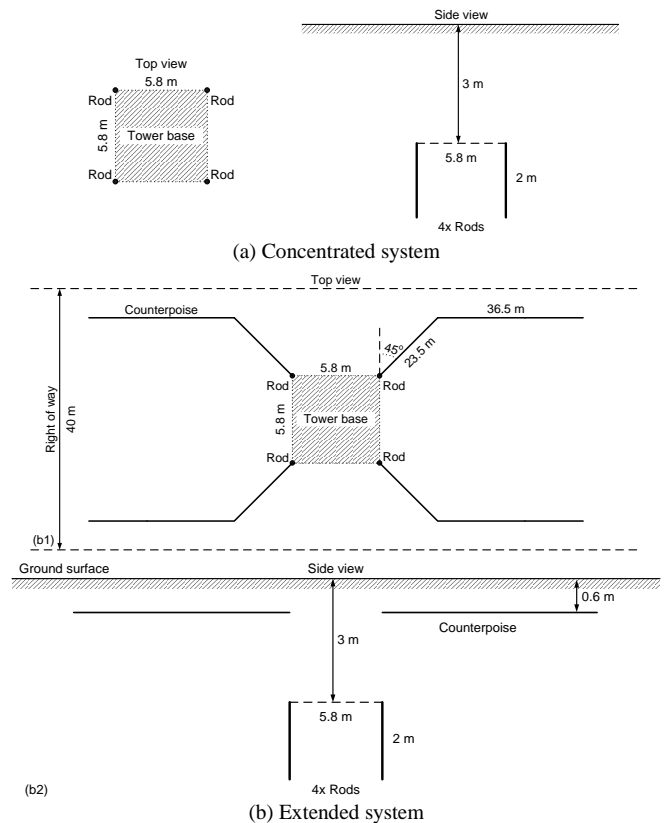 Side view
Top view
5.8 m
Rod
Rod
3 m
5.8 m
Tower base
5.8 m
Rod
Rod
2 m
4x Rods
(a) Concentrated system
Top view
Counterpoise
36.5 m
45°
23.5 m
5.8 m
Rod
Rod
Right of way
40 m
5.8 m
Tower base
Rod
Rod
(b1)
Ground surface
Side view
0.6 m
Counterpoise
3 m
5.8 m
2 m
(b2)
4x Rods
(b) Extended system